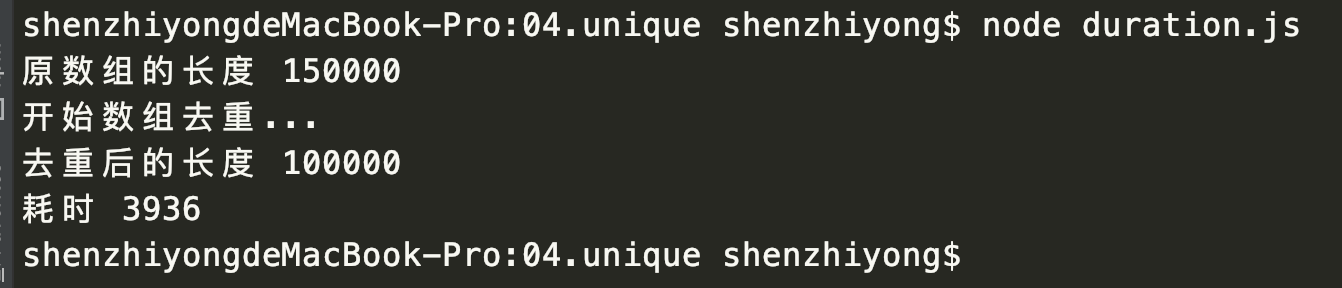 shenzhiyongdeMacBook-Pro:04.unique shenzhiyong$ node duration.js
原数组的长度 150000
开始数组去重...
去重后的长度 100000
耗时 3936
shenzhiyongdeMacBook-Pro:04.unique shenzhiyong$